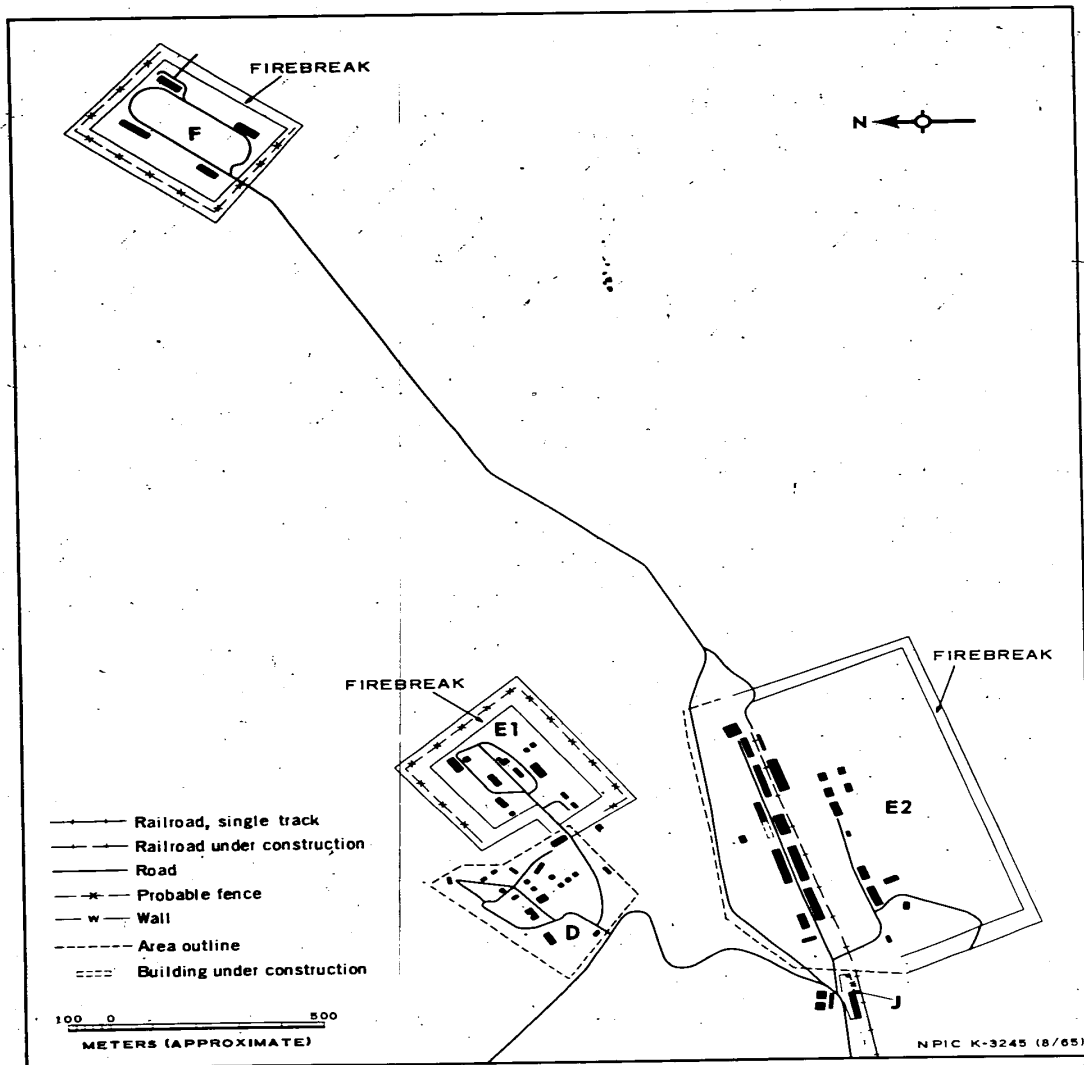 FIREBREAK
F
N
FIREBREAK
FIREBREAK
E1
E2
Railroad, single track
Railroad under construction
Road
Probable fence
W Wall
D
Area outline
Building under construction
J
100 0 500
METERS (APPROXIMATE)
NPIC K-3245 (8/65)